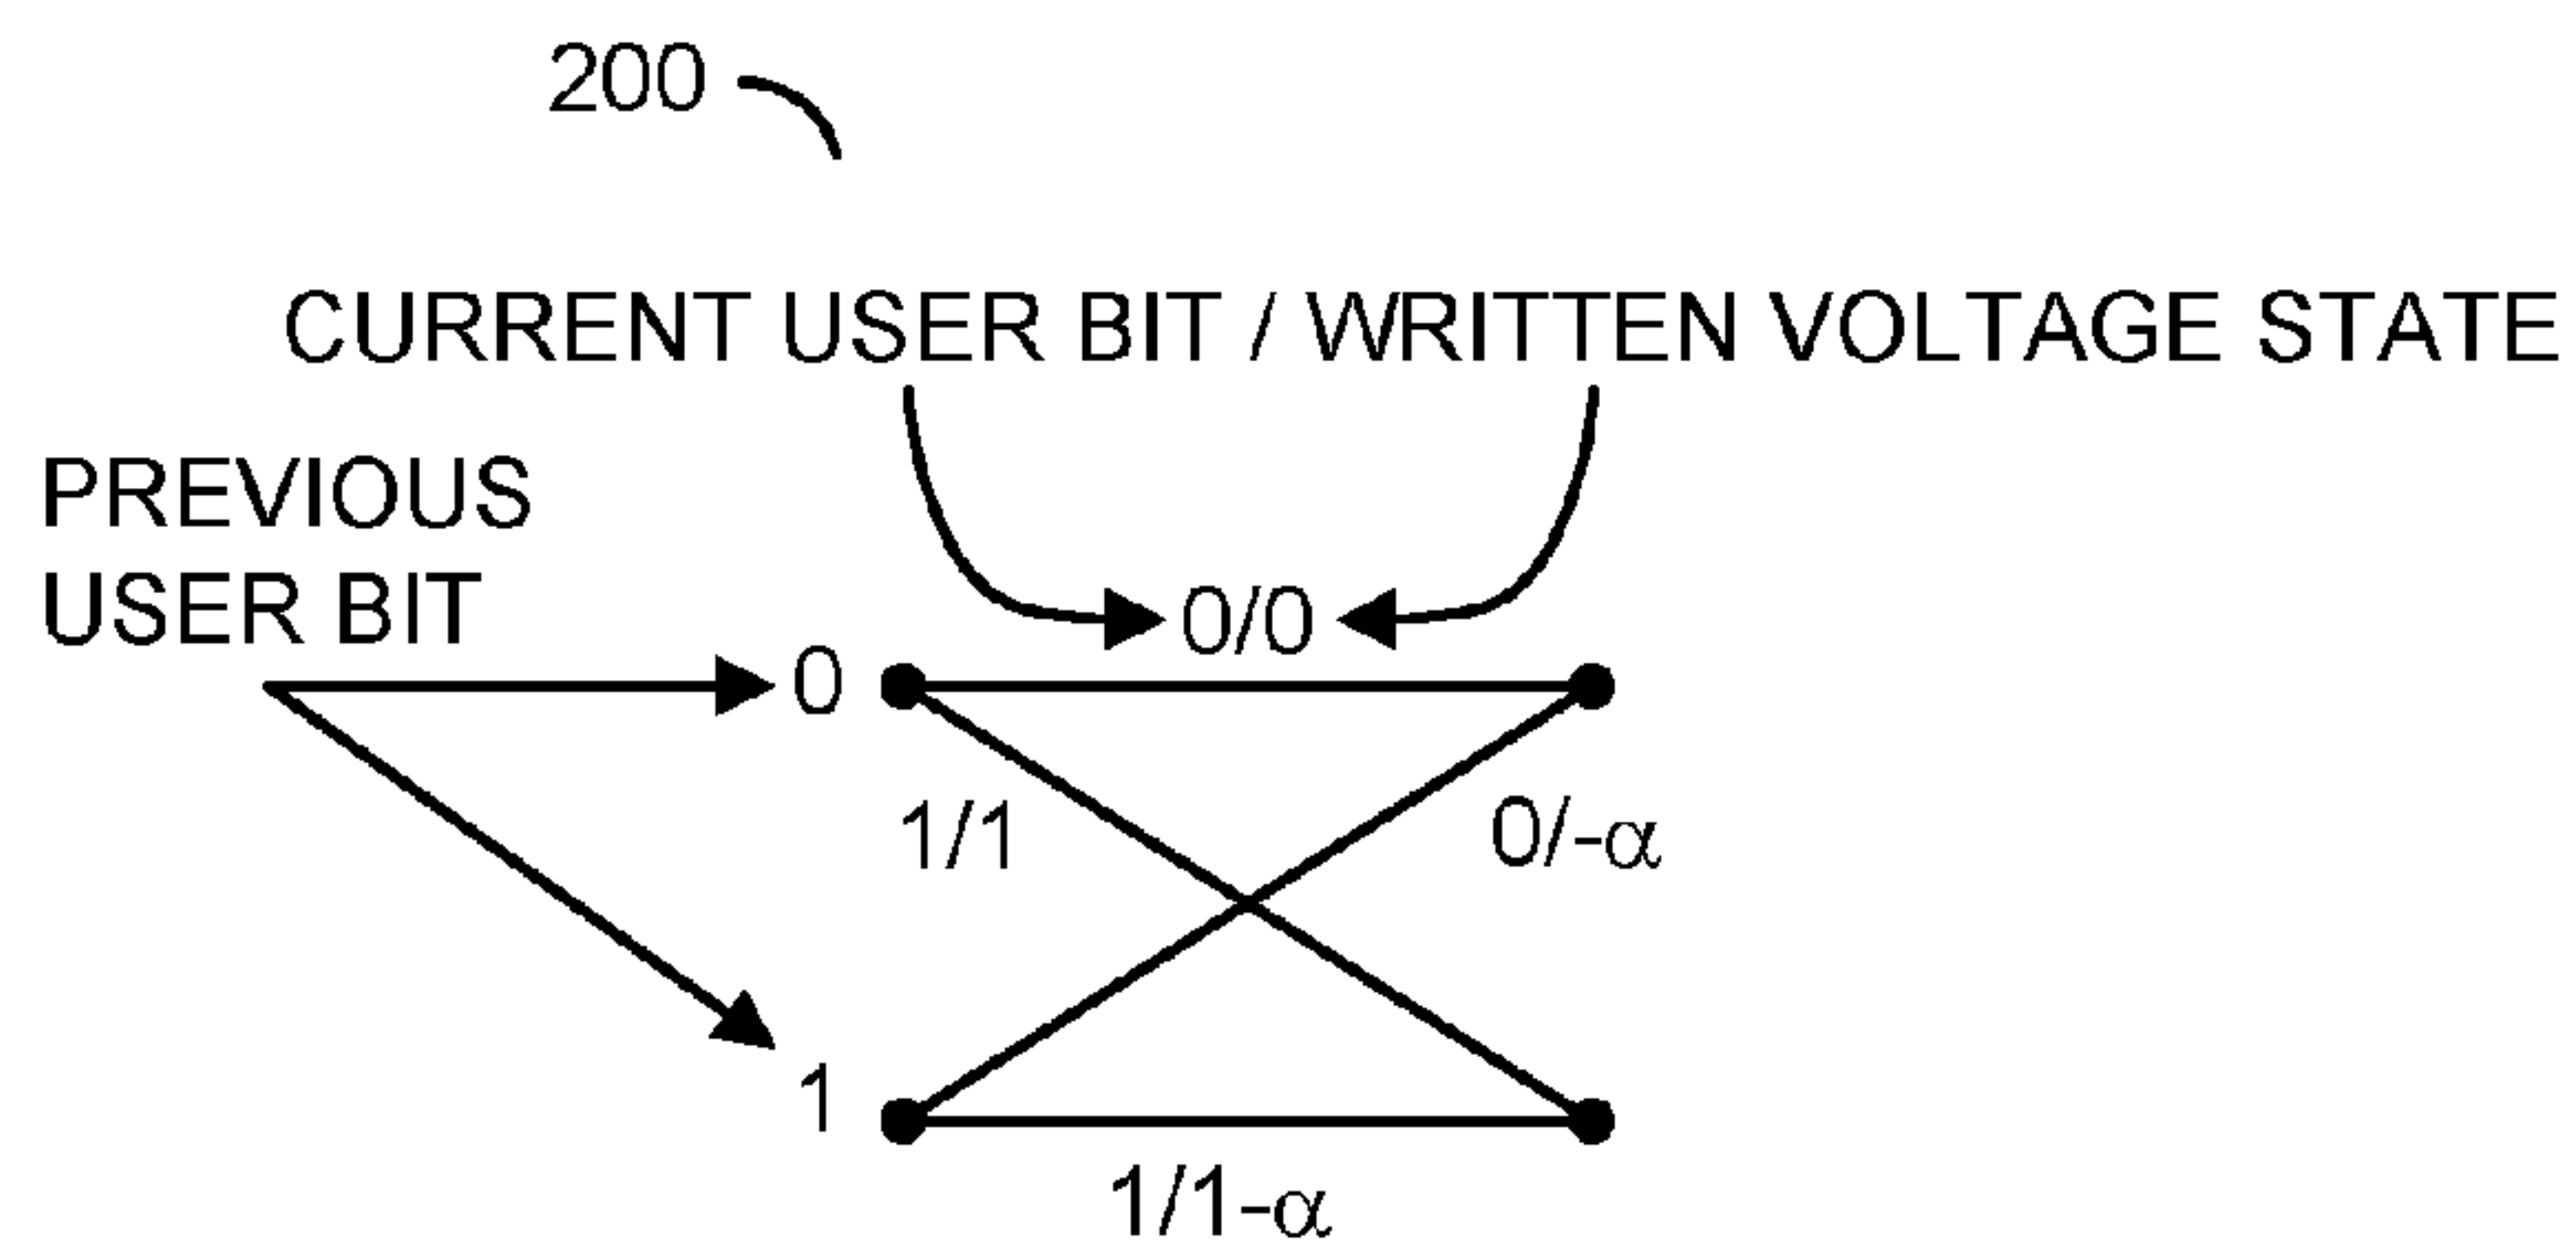 200
CURRENT USER BIT / WRITTEN VOLTAGE STATE
PREVIOUS
USER BIT
0/0
0
1/1
0/-α
1
1/1-α